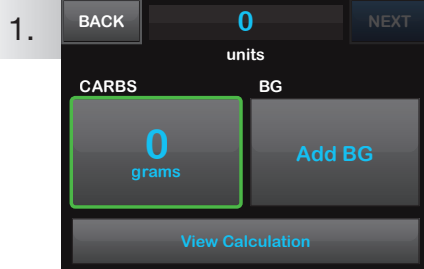 1.
BACK
0
NEXT
units
CARBS
BG
0
grams
Add BG
View Calculation